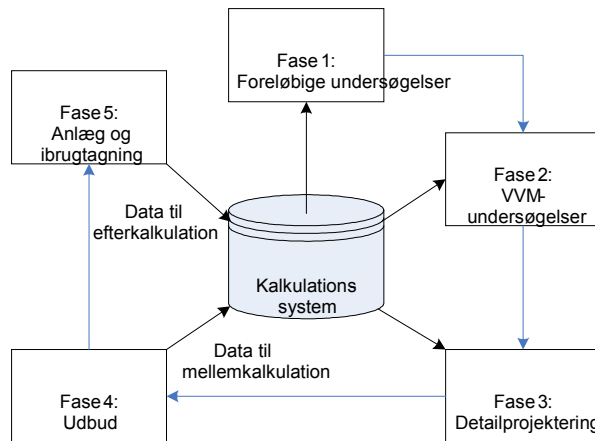 Fase 1:
Foreløbige undersøgelser
Fase 5:
Anlæg og
ibrugtagning
Fase 2:
VVM-
undersøgelser
Data til
efterkalkulation
Kalkulations
system
Data til
mellemkalkulation
Fase 4:
Udbud
Fase 3:
Detailprojektering